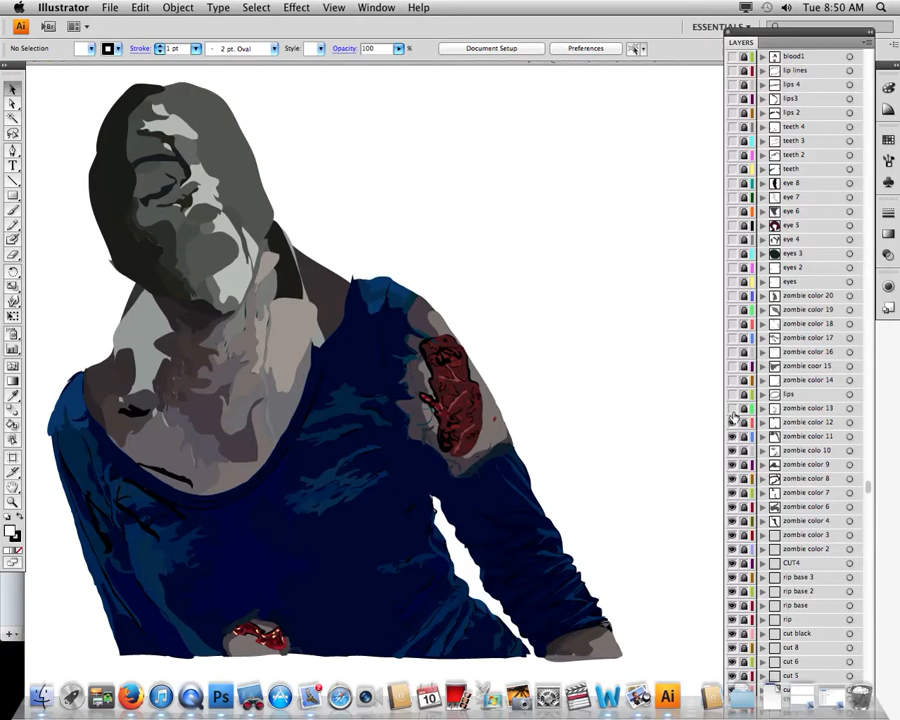 Illustrator File Edit Object Type Select Effect View Window Help Tue 8:50 AM
Ai Br ESSENTIALS
No Selection Stroke: 1 pt 2 pt. Oval Style: Opacity: 100 % Document Setup Preferences
LAYERS
blood1
lip lines
lips 4
lips3
lips 2
teeth 4
teeth 3
teeth 2
teeth
eye 8
eye 7
eye 6
eye 5
eye 4
eyes 3
eyes 2
eyes
zombie color 20
zombie color 19
zombie color 18
zombie color 17
zombie color 16
zombie coor 15
zombie color 14
lips
zombie color 13
zombie color 12
zombie color 11
zombie colo 10
zombie color 9
zombie color 8
zombie color 7
zombie color 6
zombie color 4
zombie color 3
zombie color 2
CUT4
rip base 3
rip base 2
rip base
rip
cut black
cut 8
cut 6
cut 5
T
Ps 10 W Ai